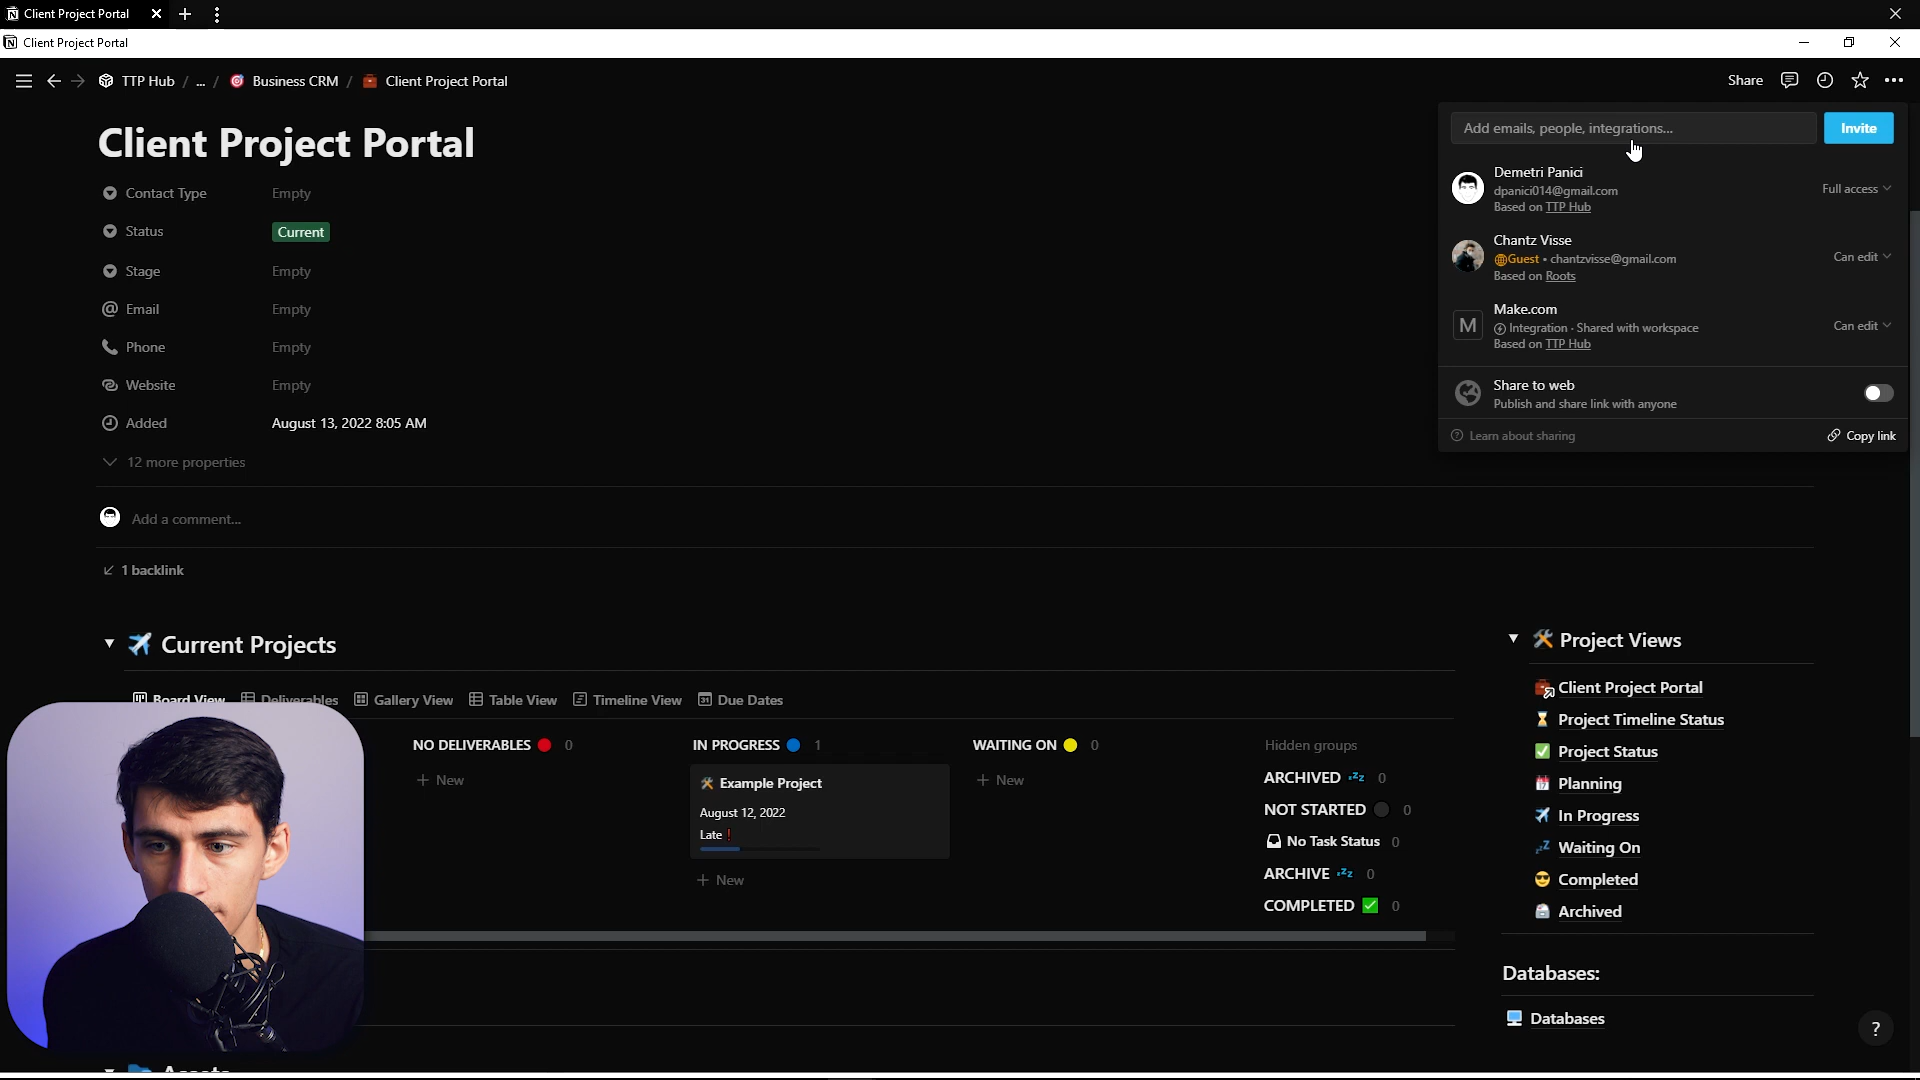 Client Project Portal
Client Project Portal
TTP Hub / ... / Business CRM / Client Project Portal
Share
Client Project Portal
Contact Type Empty
Status Current
Stage Empty
Email Empty
Phone Empty
Website Empty
Added August 13, 2022 8:05 AM
12 more properties
Add a comment...
1 backlink
Add emails, people, integrations...
Invite
Demetri Panici
dpanici014@gmail.com
Based on TTP Hub
Full access
Chantz Visse
Guest • chantzvisse@gmail.com
Based on Roots
Can edit
M
Make.com
Integration · Shared with workspace
Based on TTP Hub
Can edit
Share to web
Publish and share link with anyone
Learn about sharing
Copy link
Current Projects
Board View Deliverables Gallery View Table View Timeline View Due Dates
NO DELIVERABLES 0
+ New
IN PROGRESS 1
Example Project
August 12, 2022
Late
+ New
WAITING ON 0
+ New
Hidden groups
ARCHIVED 0
NOT STARTED 0
No Task Status 0
ARCHIVE 0
COMPLETED 0
Project Views
Client Project Portal
Project Timeline Status
Project Status
Planning
In Progress
Waiting On
Completed
Archived
Databases:
Databases
?